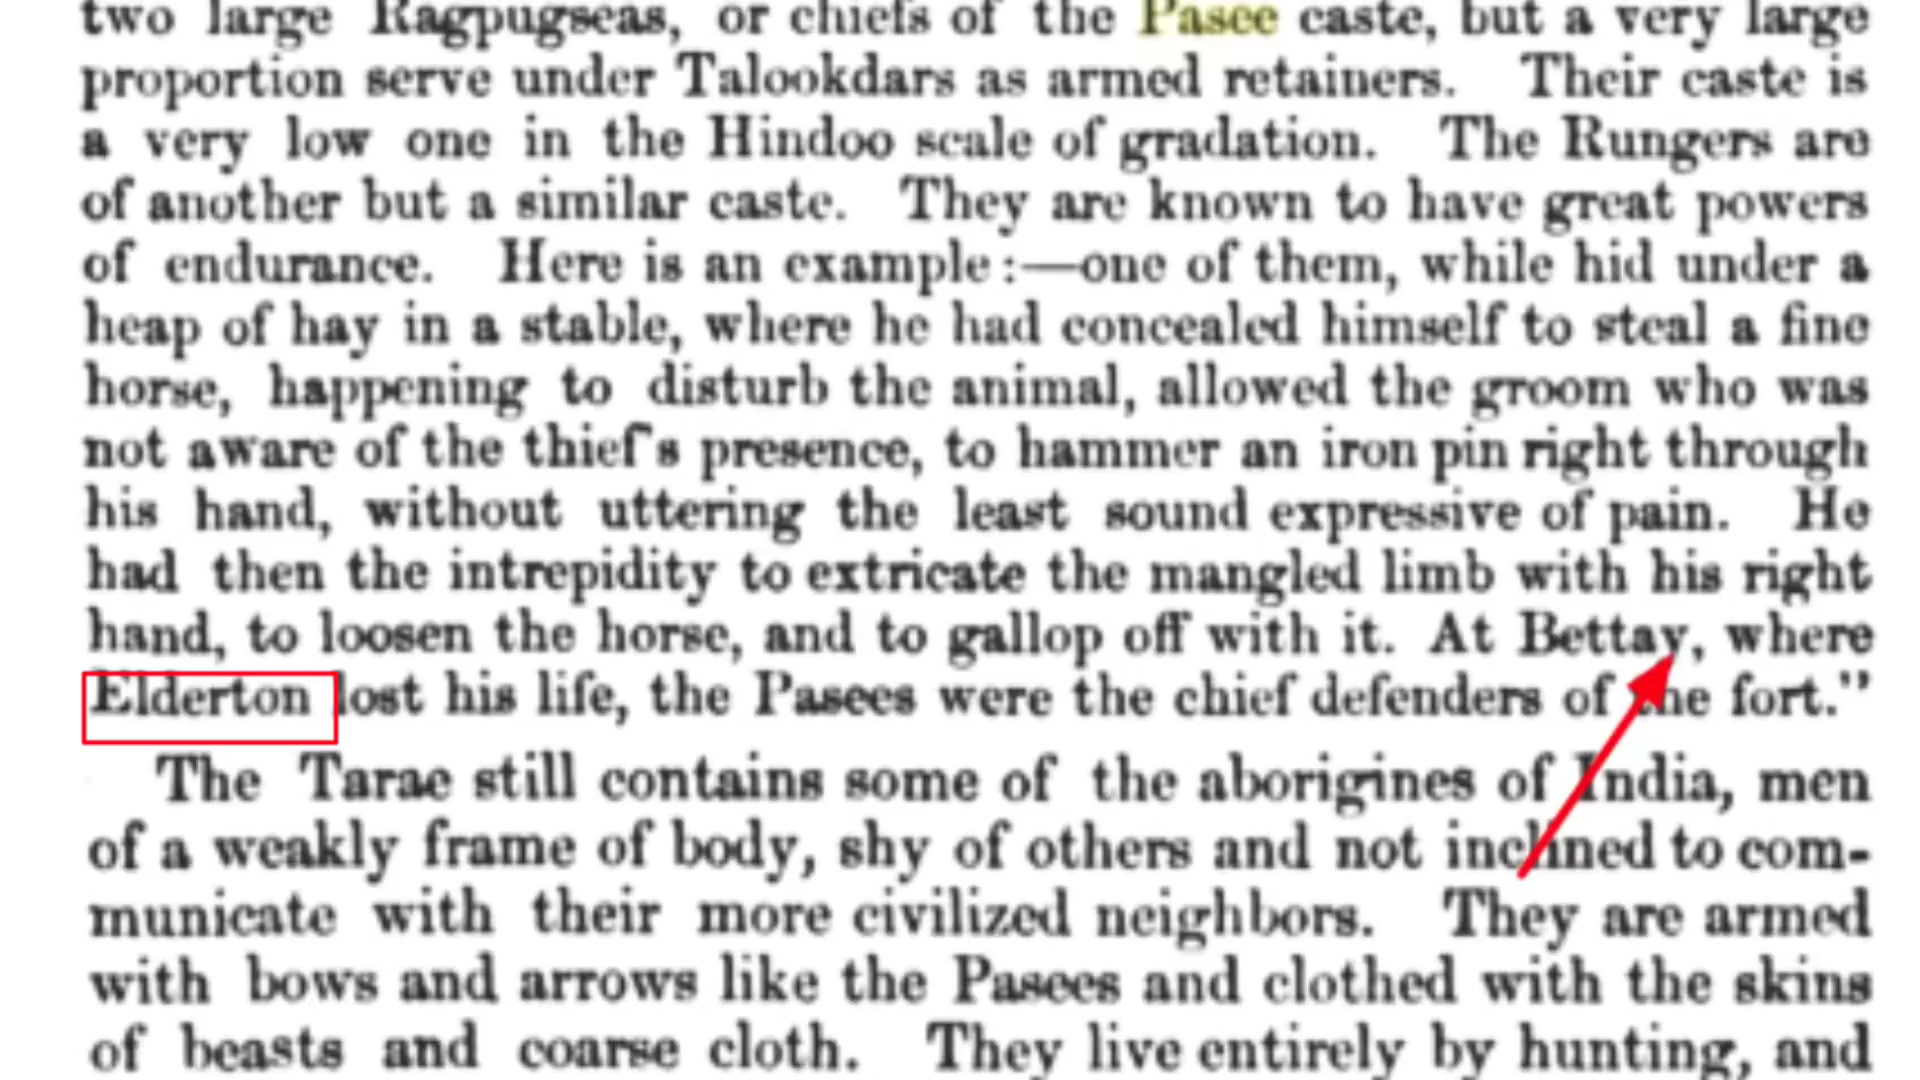 two large Ragpugseas, or chiefs of the Pasee caste, but a very large
proportion serve under Talookdars as armed retainers. Their caste is
a very low one in the Hindoo scale of gradation. The Rungers are
of another but a similar caste. They are known to have great powers
of endurance. Here is an example:—one of them, while hid under a
heap of hay in a stable, where he had concealed himself to steal a fine
horse, happening to disturb the animal, allowed the groom who was
not aware of the thief's presence, to hammer an iron pin right through
his hand, without uttering the least sound expressive of pain. He
had then the intrepidity to extricate the mangled limb with his right
hand, to loosen the horse, and to gallop off with it. At Bettay, where
Elderton lost his life, the Pasees were the chief defenders of the fort."
The Tarae still contains some of the aborigines of India, men
of a weakly frame of body, shy of others and not inclined to com-
municate with their more civilized neighbors. They are armed
with bows and arrows like the Pasees and clothed with the skins
of beasts and coarse cloth. They live entirely by hunting, and